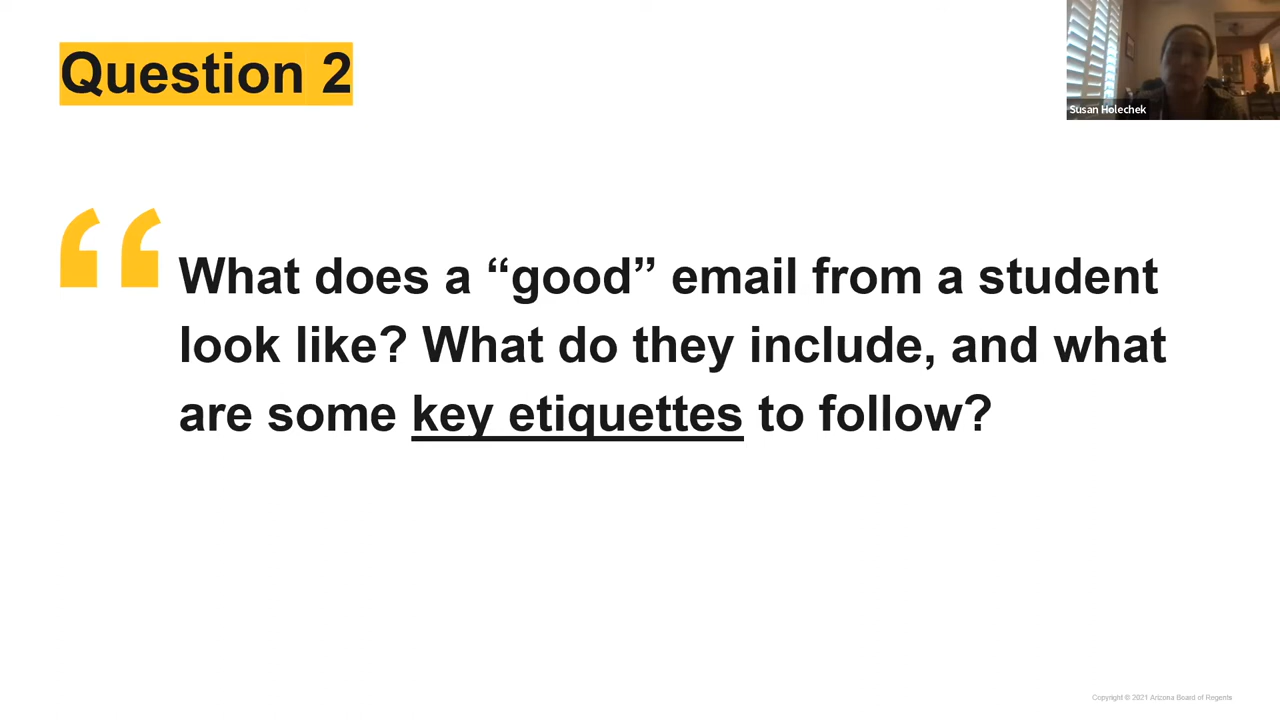 Question 2
Susan Holechek
“
What does a “good” email from a student
look like? What do they include, and what
are some key etiquettes to follow?
Copyright © 2021 Arizona Board of Regents